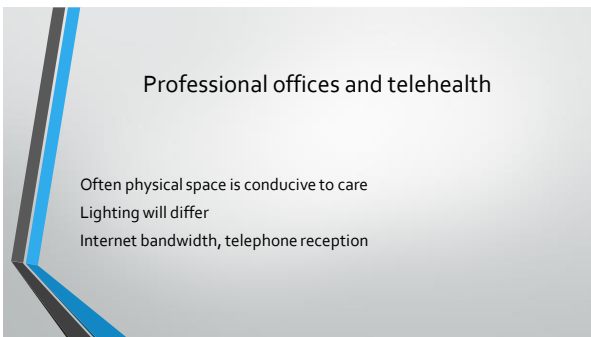 Professional offices and telehealth
Often physical space is conducive to care
Lighting will differ
Internet bandwidth, telephone reception